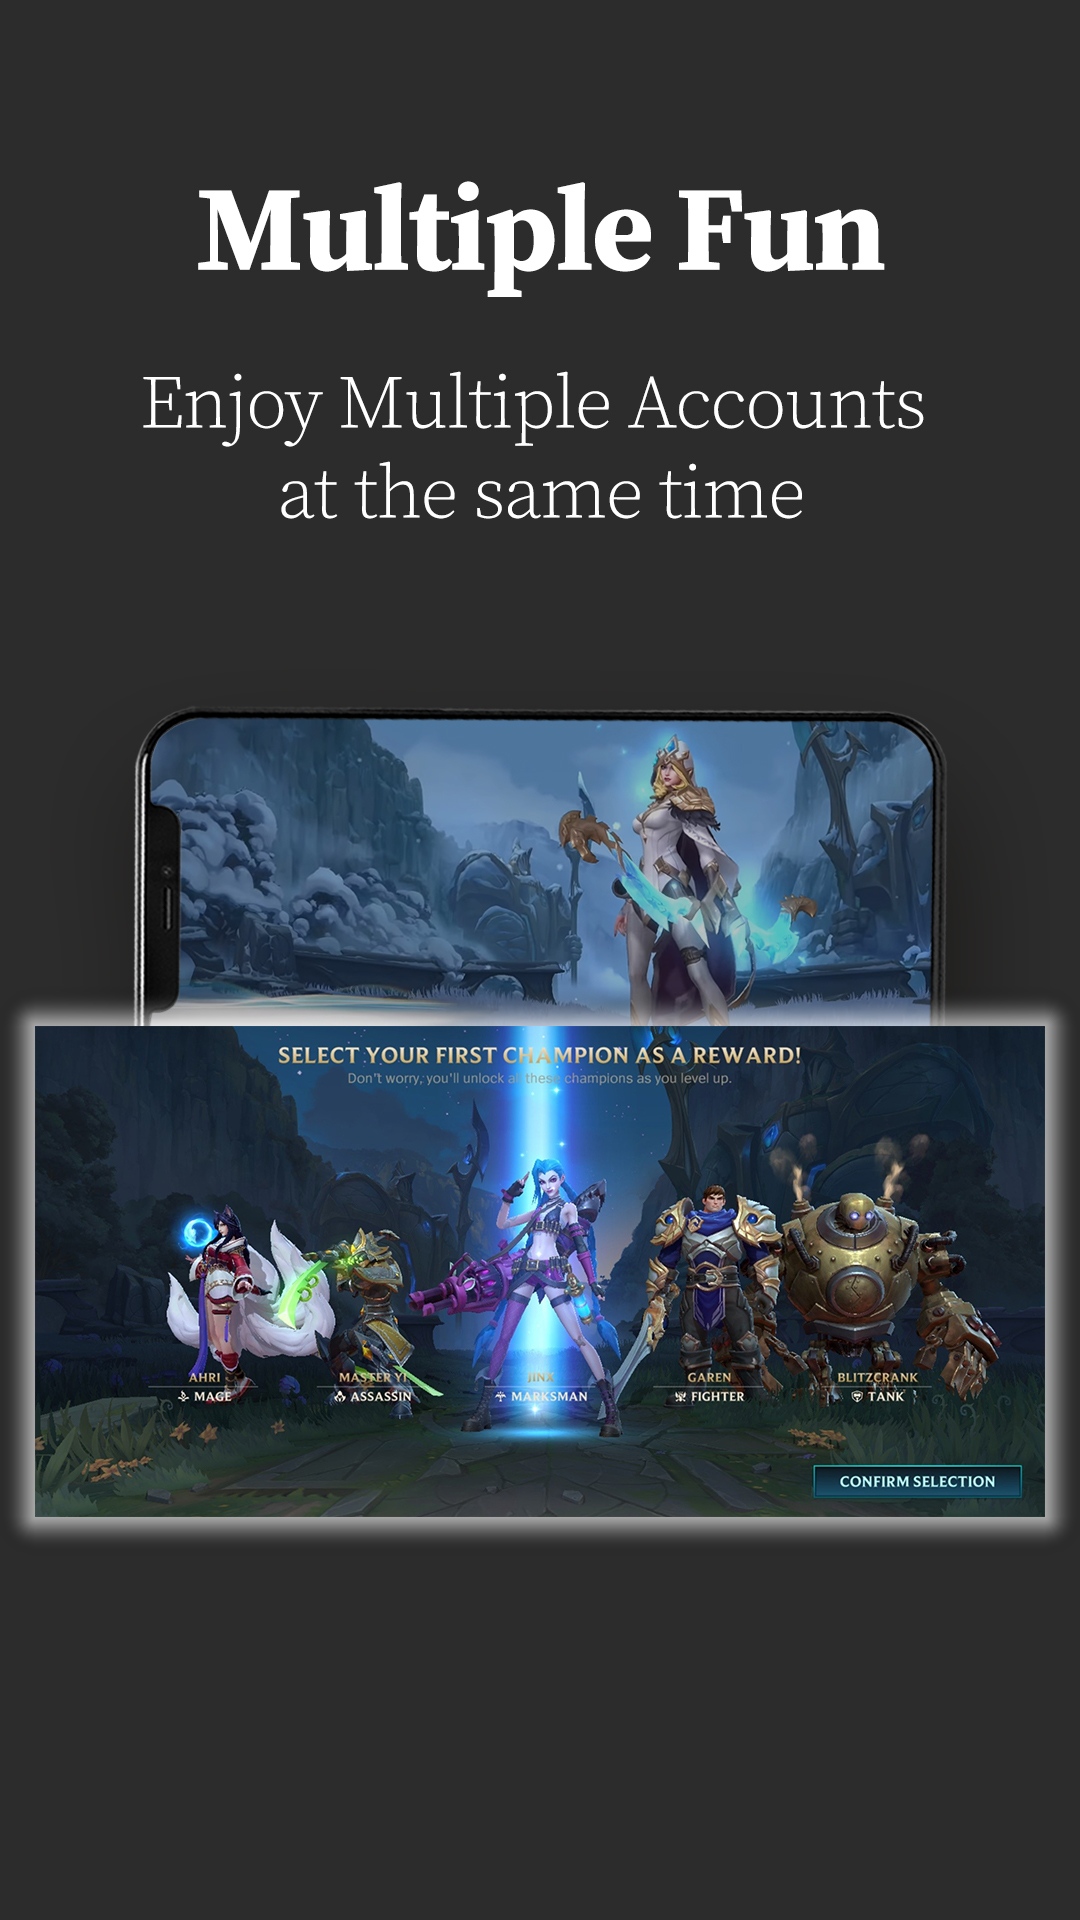 Multiple Fun
Enjoy Multiple Accounts
at the same time
SELECT YOUR FIRST CHAMPION AS A REWARD!
Don't worry, you'll unlock all these champions as you level up.
AHRI
MAGE
MASTER YI
ASSASSIN
JINX
MARKSMAN
GAREN
FIGHTER
BLITZCRANK
TANK
CONFIRM SELECTION